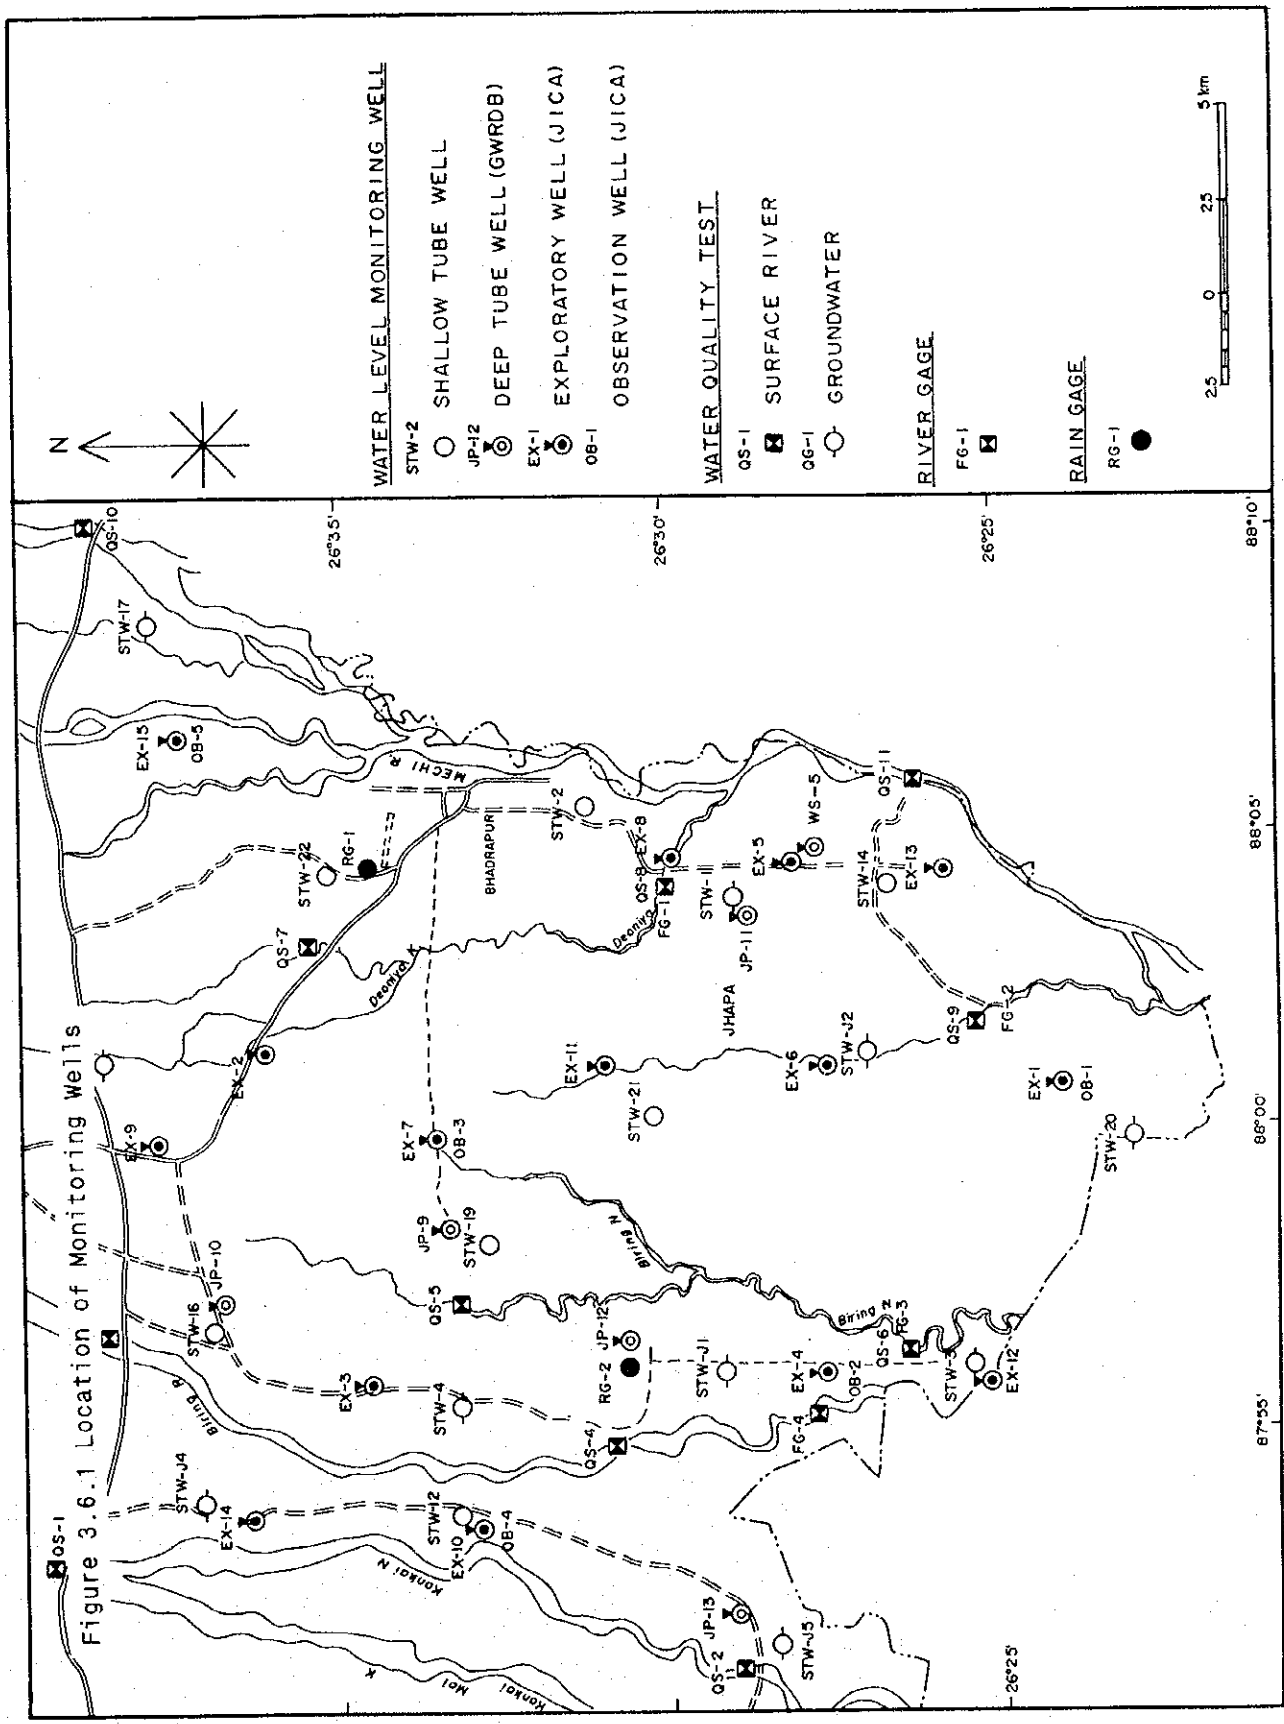 Figure 3.6.1 Location of Monitoring Wells
N
WATER LEVEL MONITORING WELL
STW-2
SHALLOW TUBE WELL
JP-12
DEEP TUBE WELL (GWRDB)
EX-1
EXPLORATORY WELL (JICA)
OB-1
OBSERVATION WELL (JICA)
WATER QUALITY TEST
QS-1
SURFACE RIVER
QG-1
GROUNDWATER
RIVER GAGE
FG-1
RAIN GAGE
RG-1
2.5 0 2.5 5 km
QS-1
QS-10
STW-17
EX-15
OB-5
EX-9
EX-2
QS-7
STW-22
RG-1
26°35'
MECHI R
BHADRAPUR
Deoniya
STW-J4
EX-14
Biring R
STW-16
JP-10
EX-3
STW-4
QS-5
JP-9
STW-19
EX-7
OB-3
Kankai N
Mai
Kankai
STW-12
EX-10
OB-4
STW-2
QS-4
RG-2
JP-12
Biring N
EX-11
STW-21
QS-8
EX-8
FG-1
Deoniya
26°30'
STW-11
JP-11
JHAPA
EX-5
WS-5
STW-J1
JP-13
QS-2
STW-J5
EX-4
OB-2
FG-4
EX-6
STW-J2
STW-14
EX-13
QS-11
Biring
QS-6
FG-3
STW-3
EX-12
QS-9
FG-2
26°25'
26°25'
EX-1
OB-1
STW-20
87°55'
88°00'
88°05'
88°10'